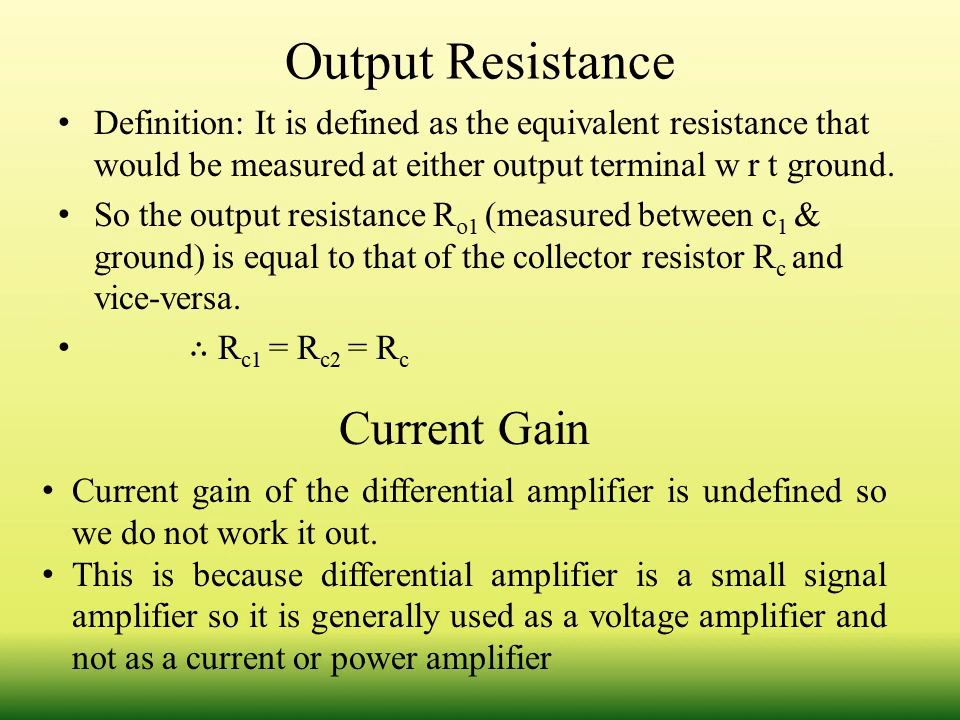 Output Resistance
• Definition: It is defined as the equivalent resistance that
would be measured at either output terminal w r t ground.
• So the output resistance Ro1 (measured between c1 &
ground) is equal to that of the collector resistor Rc and
vice-versa.
• ∴ Rc1 = Rc2 = Rc
Current Gain
• Current gain of the differential amplifier is undefined so
we do not work it out.
• This is because differential amplifier is a small signal
amplifier so it is generally used as a voltage amplifier and
not as a current or power amplifier